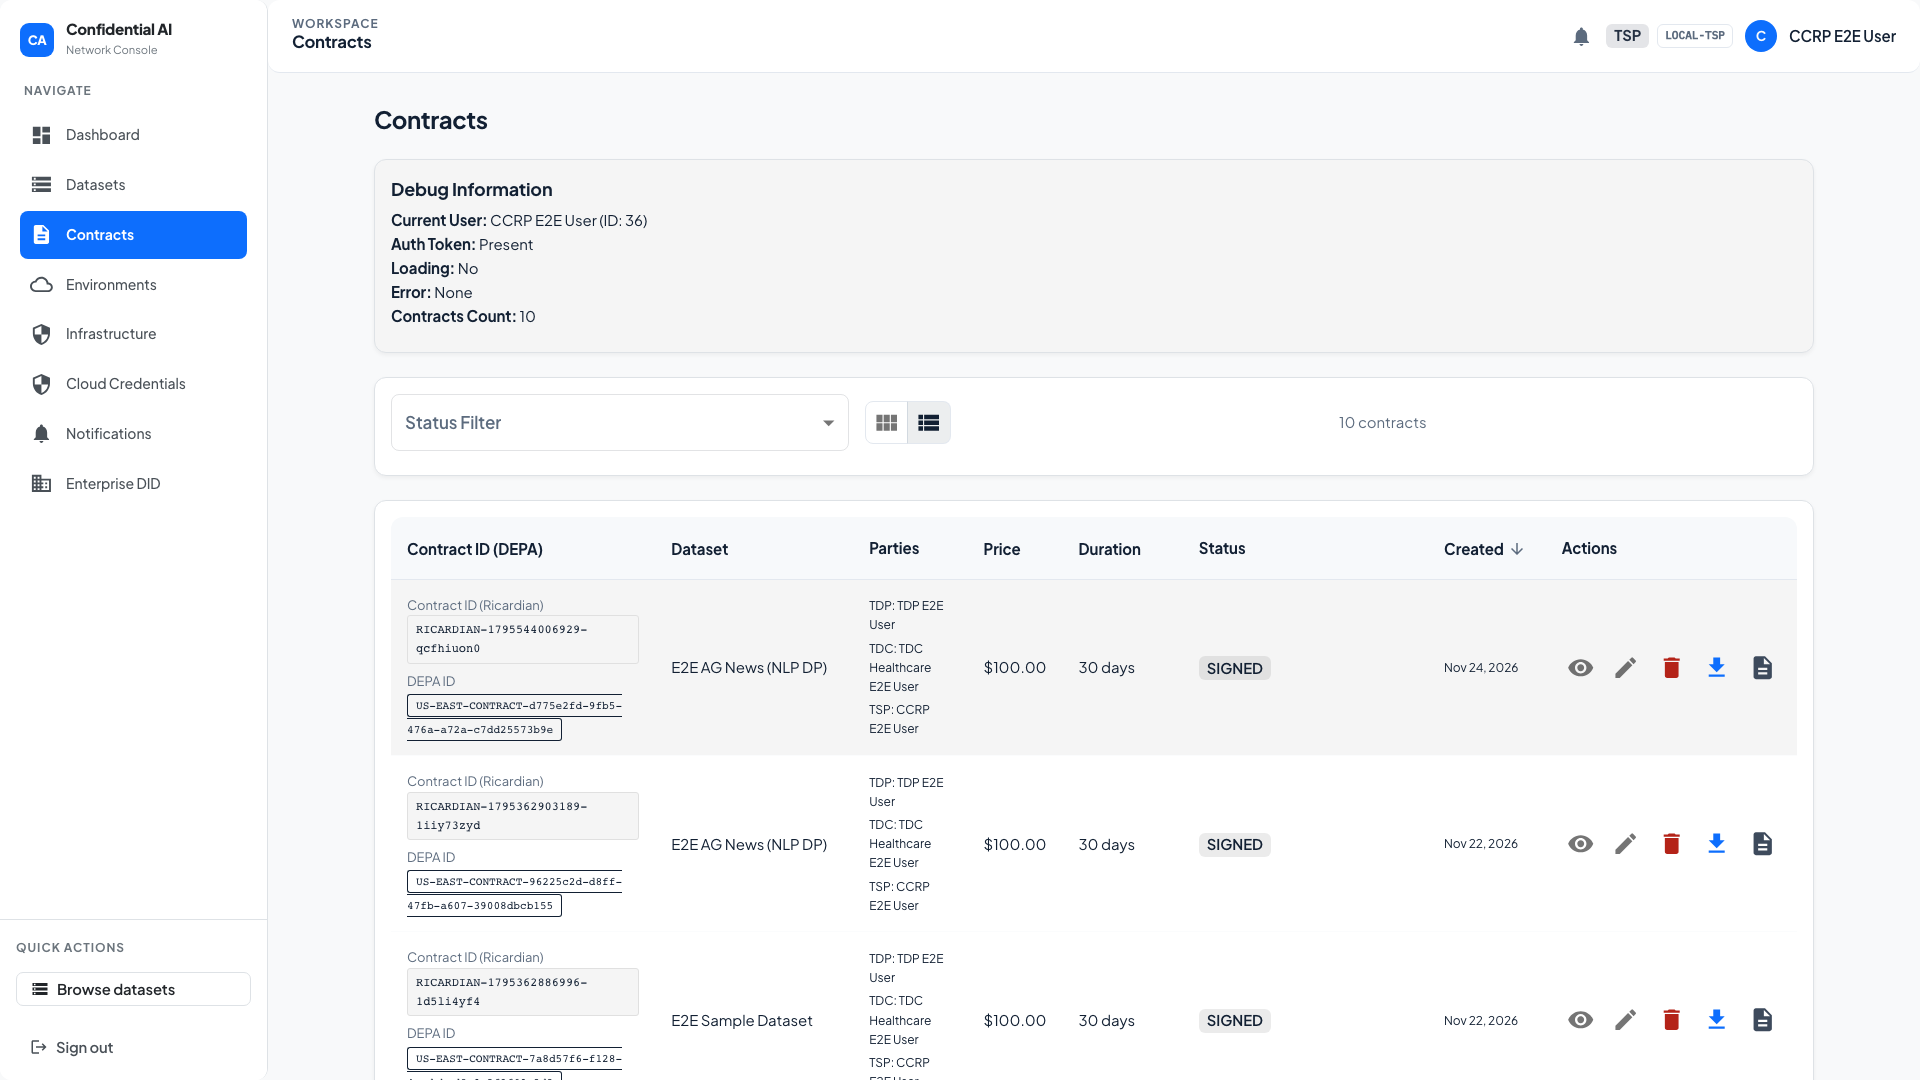 CA
Confidential AI
Network Console
NAVIGATE
Dashboard
Datasets
Contracts
Environments
Infrastructure
Cloud Credentials
Notifications
Enterprise DID
QUICK ACTIONS
Browse datasets
Sign out
WORKSPACE
Contracts
TSP
LOCAL-TSP
C
CCRP E2E User
Contracts
Debug Information
Current User: CCRP E2E User (ID: 36)
Auth Token: Present
Loading: No
Error: None
Contracts Count: 10
Status Filter
10 contracts
Contract ID (DEPA) Dataset Parties Price Duration Status Created Actions
Contract ID (Ricardian)
RICARDIAN-1795544006929-
qcfhiuon0
DEPA ID
US-EAST-CONTRACT-d775e2fd-9fb5-
476a-a72a-c7dd25573b9e
E2E AG News (NLP DP)
TDP: TDP E2E
User
TDC: TDC
Healthcare
E2E User
TSP: CCRP
E2E User
$100.00
30 days
SIGNED
Nov 24, 2026
Contract ID (Ricardian)
RICARDIAN-1795362903189-
1iiy73zyd
DEPA ID
US-EAST-CONTRACT-96225c2d-d8ff-
47fb-a607-39008dbcb155
E2E AG News (NLP DP)
TDP: TDP E2E
User
TDC: TDC
Healthcare
E2E User
TSP: CCRP
E2E User
$100.00
30 days
SIGNED
Nov 22, 2026
Contract ID (Ricardian)
RICARDIAN-1795362886996-
1d5li4yf4
DEPA ID
US-EAST-CONTRACT-7a8d57f6-f128-
E2E Sample Dataset
TDP: TDP E2E
User
TDC: TDC
Healthcare
E2E User
TSP: CCRP
E2E User
$100.00
30 days
SIGNED
Nov 22, 2026